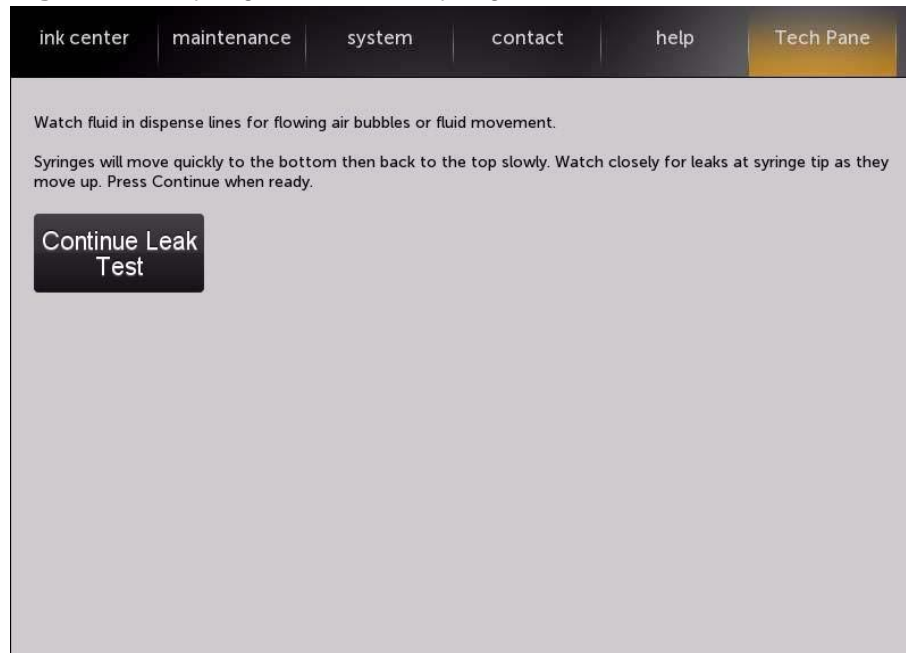 ink center maintenance system contact help Tech Pane
Watch fluid in dispense lines for flowing air bubbles or fluid movement.
Syringes will move quickly to the bottom then back to the top slowly. Watch closely for leaks at syringe tip as they
move up. Press Continue when ready.
Continue Leak
Test